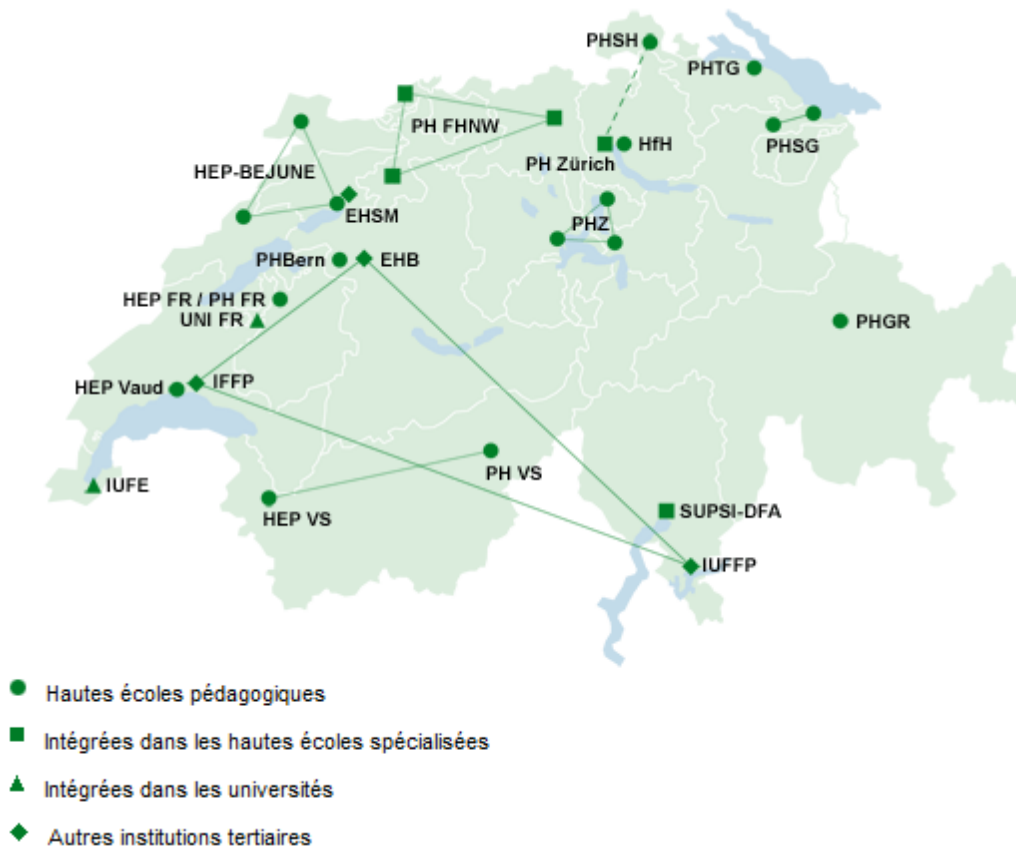 PHSH
PHTG
PH FHNW
PHSG
HfH
PH Zürich
HEP-BEJUNE
EHSM
PHZ
PHBern
EHB
HEP FR / PH FR
UNI FR
PHGR
HEP Vaud
IFFP
PH VS
IUFE
HEP VS
SUPSI-DFA
IUFFP
Hautes écoles pédagogiques
Intégrées dans les hautes écoles spécialisées
Intégrées dans les universités
Autres institutions tertiaires